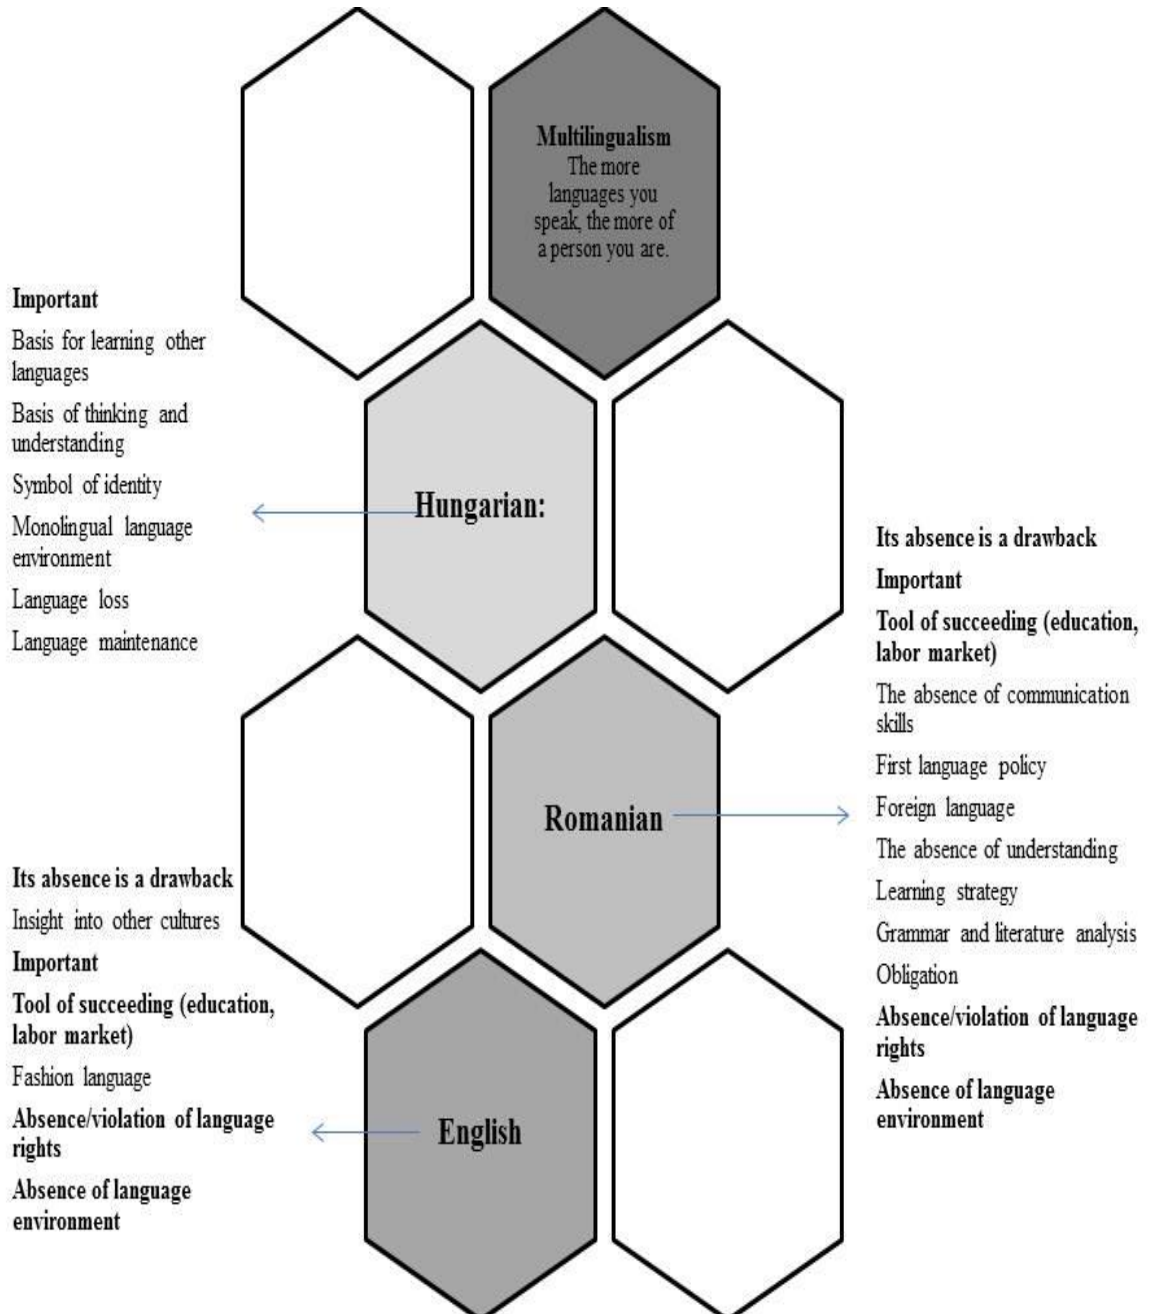 Multilingualism
The more
languages you
speak, the more of
a person you are.
Important
Basis for learning other
languages
Basis of thinking and
understanding
Symbol of identity
Monolingual language
environment
Language loss
Language maintenance
Hungarian:
Its absence is a drawback
Important
Tool of succeeding (education,
labor market)
The absence of communication
skills
First language policy
Foreign language
The absence of understanding
Learning strategy
Grammar and literature analysis
Obligation
Absence/violation of language
rights
Absence of language
environment
Romanian
Its absence is a drawback
Insight into other cultures
Important
Tool of succeeding (education,
labor market)
Fashion language
Absence/violation of language
rights
Absence of language
environment
English